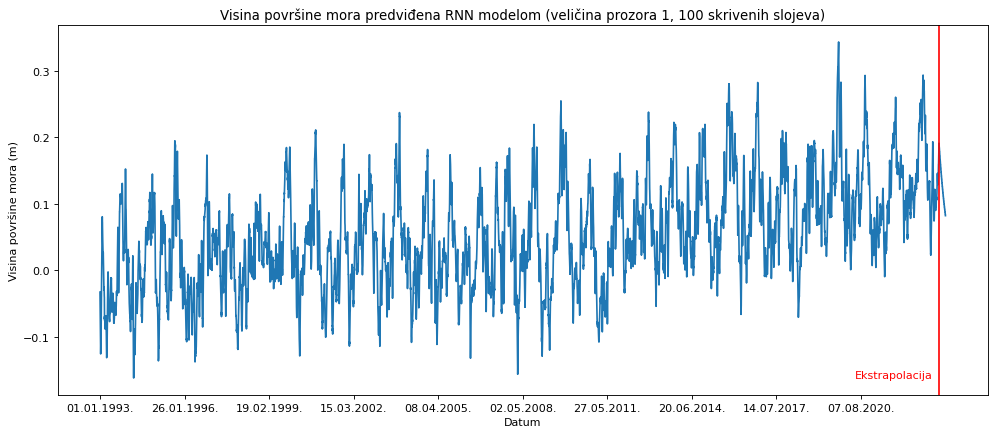 Visina površine mora predviđena RNN modelom (veličina prozora 1, 100 skrivenih slojeva)
Visina površine mora (m)
0.3
0.2
0.1
0.0
−0.1
Ekstrapolacija
01.01.1993. 26.01.1996. 19.02.1999. 15.03.2002. 08.04.2005. 02.05.2008. 27.05.2011. 20.06.2014. 14.07.2017. 07.08.2020.
Datum